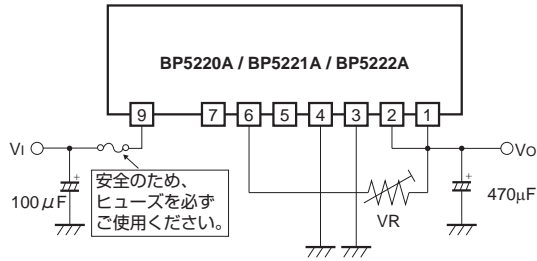 BP5220A / BP5221A / BP5222A
9 7 6 5 4 3 2 1
VI
VO
100μF
安全のため、
ヒューズを必ず
ご使用ください。
VR
470μF